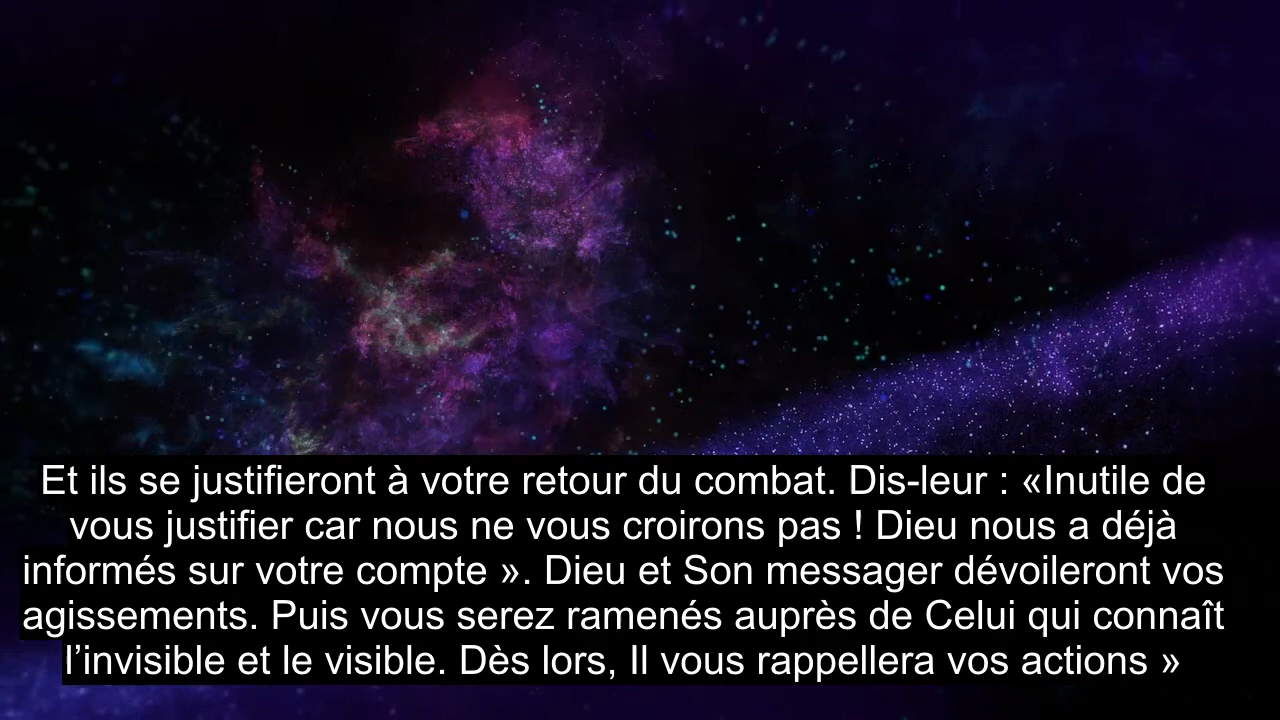 Et ils se justifieront à votre retour du combat. Dis-leur : «Inutile de
vous justifier car nous ne vous croirons pas ! Dieu nous a déjà
informés sur votre compte ». Dieu et Son messager dévoileront vos
agissements. Puis vous serez ramenés auprès de Celui qui connaît
l’invisible et le visible. Dès lors, Il vous rappellera vos actions »